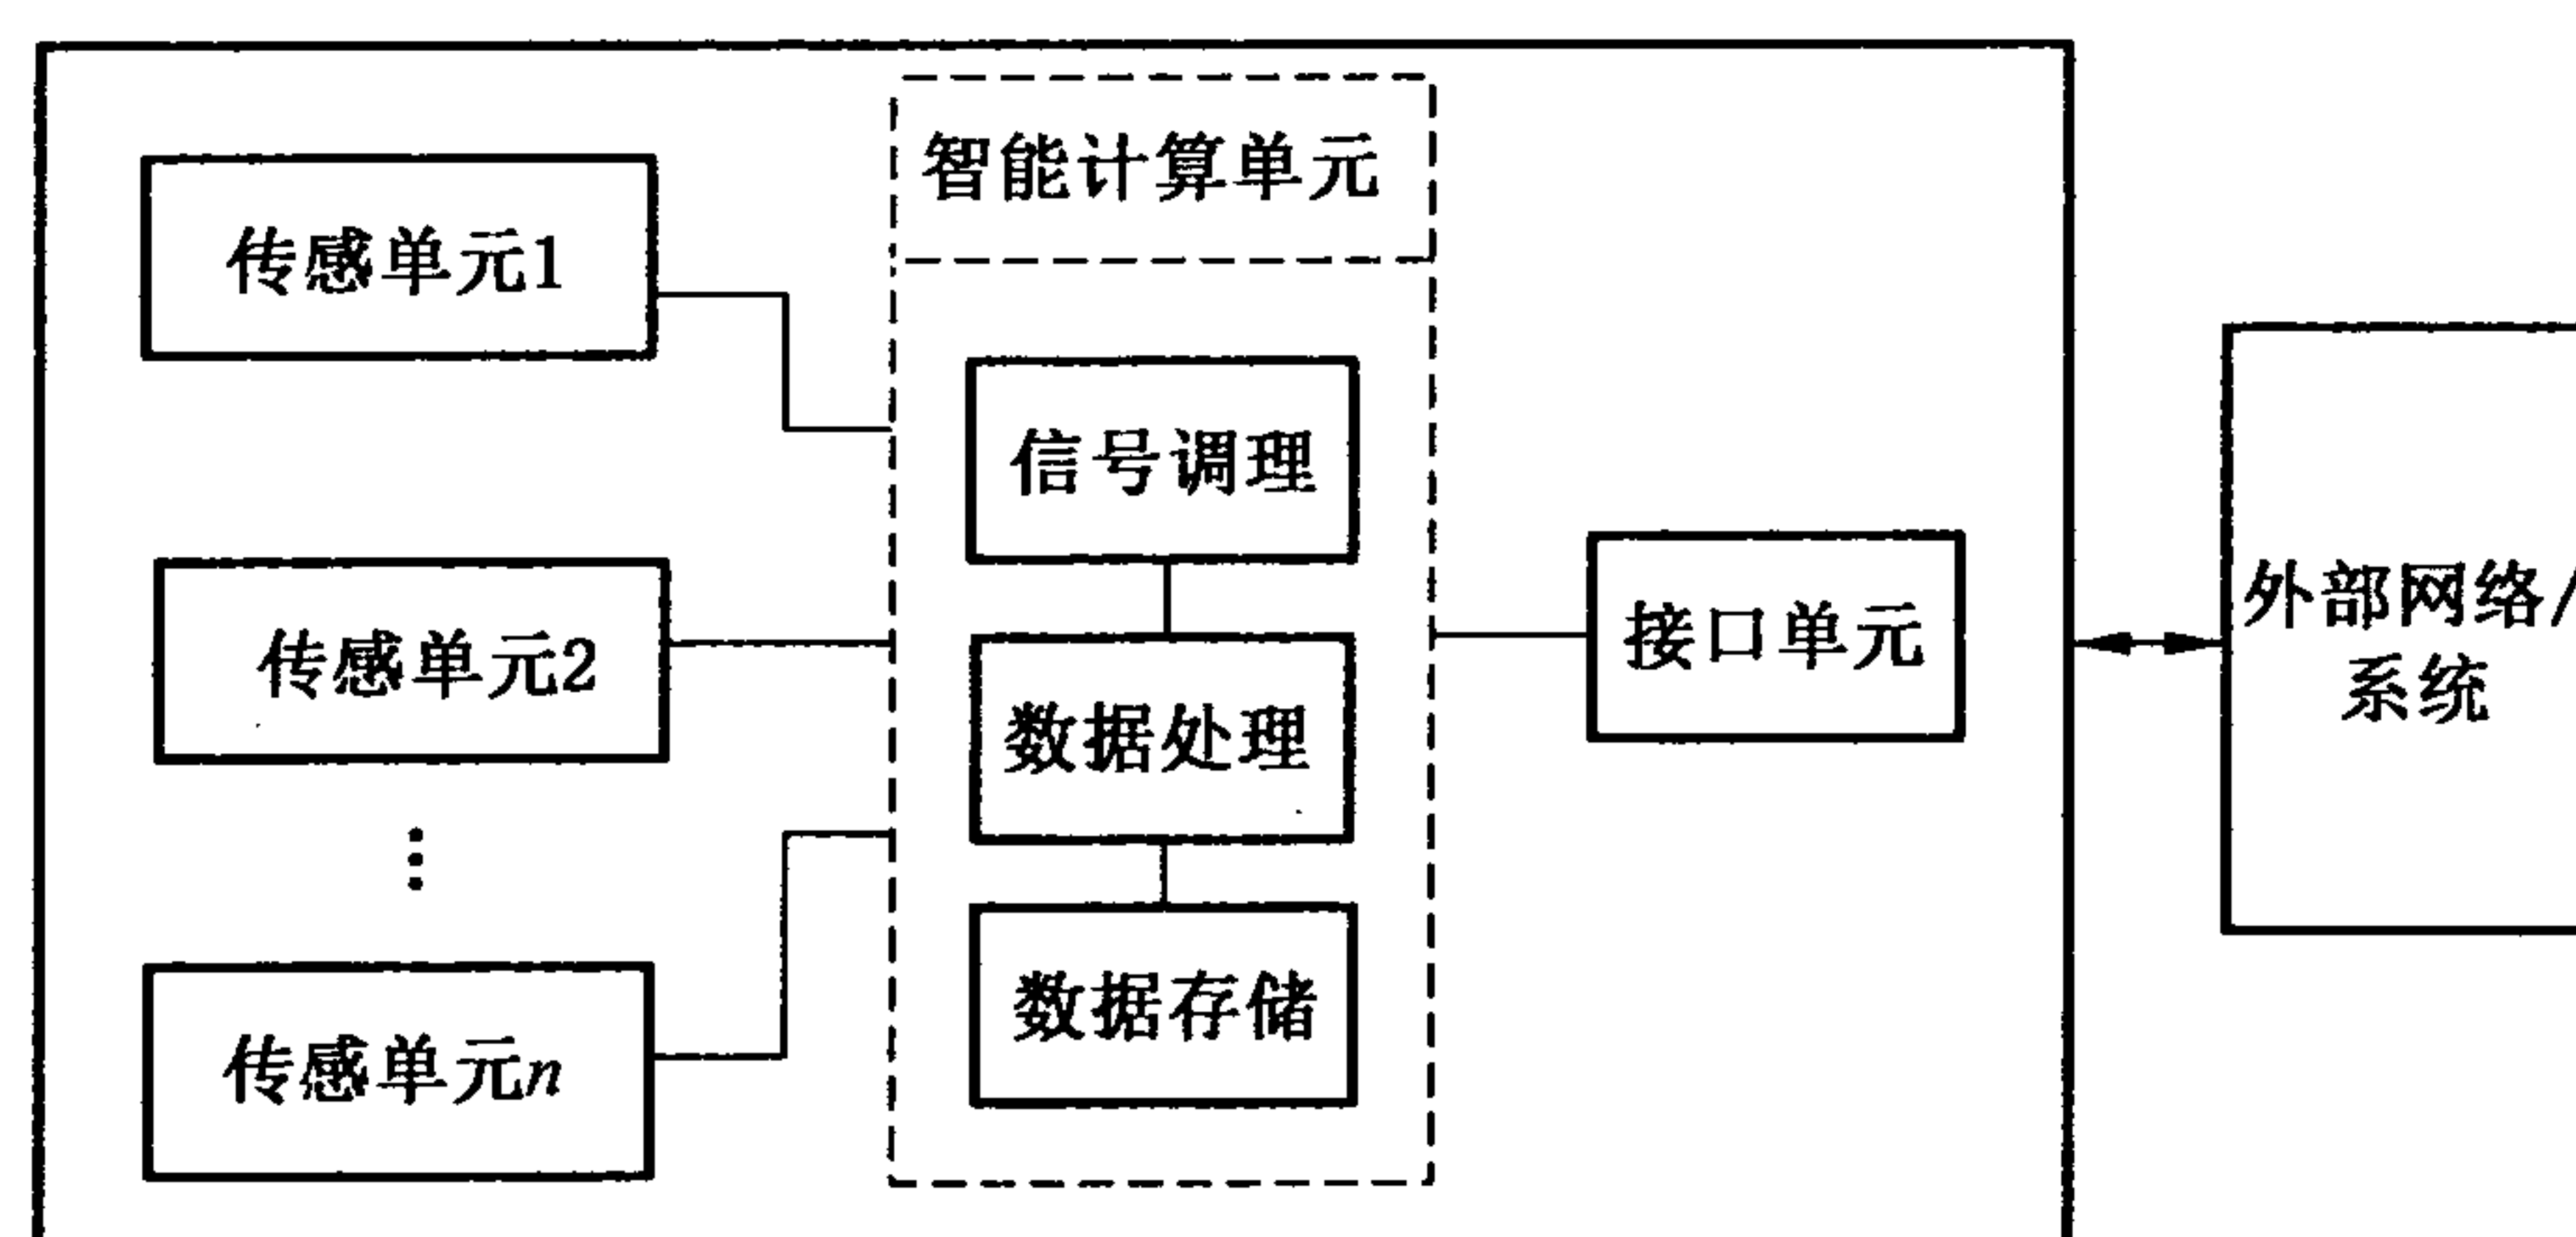 智能计算单元
传感单元1
信号调理
传感单元2
数据处理
接口单元
外部网络/
系统
传感单元n
数据存储